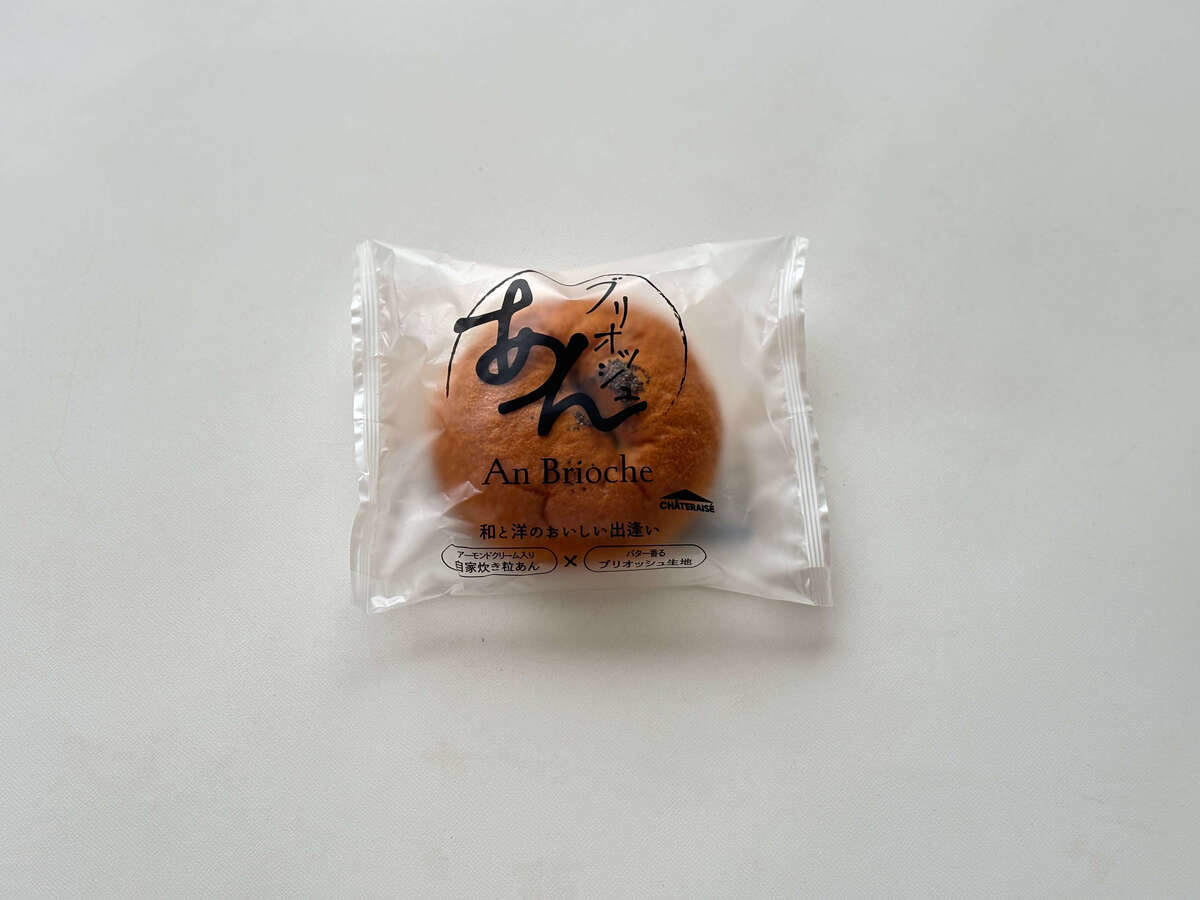 あん
ブリオッシュ
An Brioche
CHATERAISÉ
和と洋のおいしい出逢い
アーモンドクリーム入り
自家炊き粒あん
×
バター香る
ブリオッシュ生地